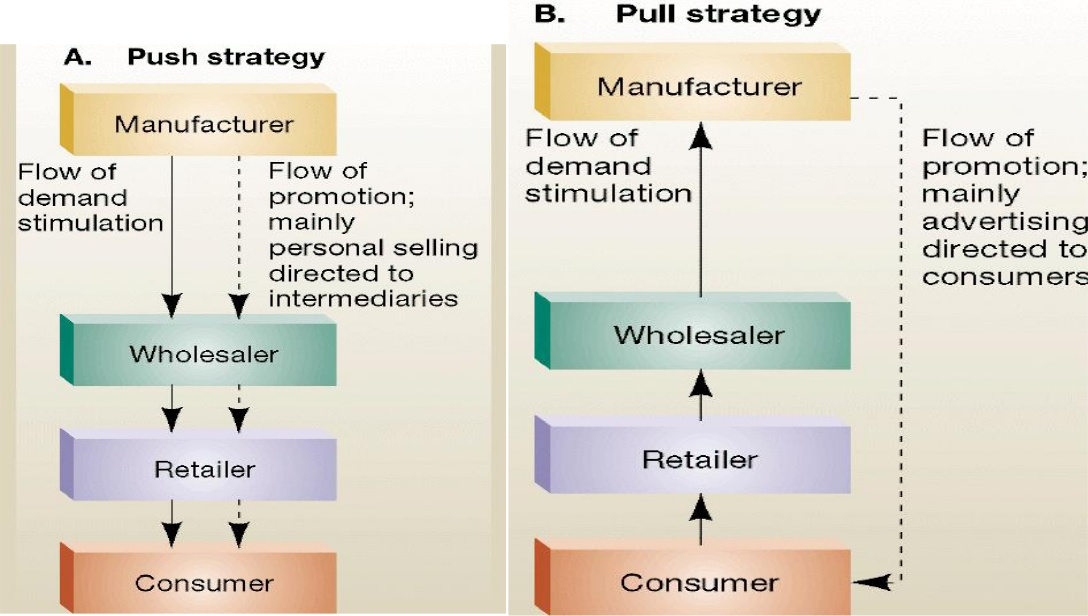 A. Push strategy
Manufacturer
Flow of
demand
stimulation
Flow of
promotion;
mainly
personal selling
directed to
intermediaries
Wholesaler
Retailer
Consumer
B. Pull strategy
Manufacturer
Flow of
demand
stimulation
Flow of
promotion;
mainly
advertising
directed to
consumers
Wholesaler
Retailer
Consumer